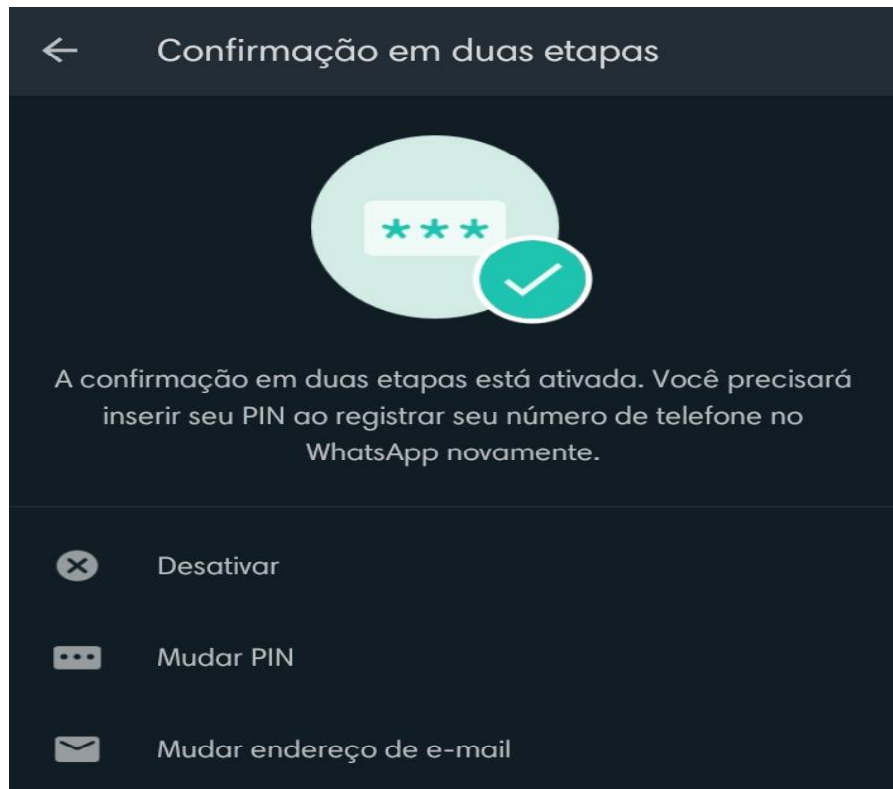 Confirmação em duas etapas
***
A confirmação em duas etapas está ativada. Você precisará
inserir seu PIN ao registrar seu número de telefone no
WhatsApp novamente.
Desativar
Mudar PIN
Mudar endereço de e-mail